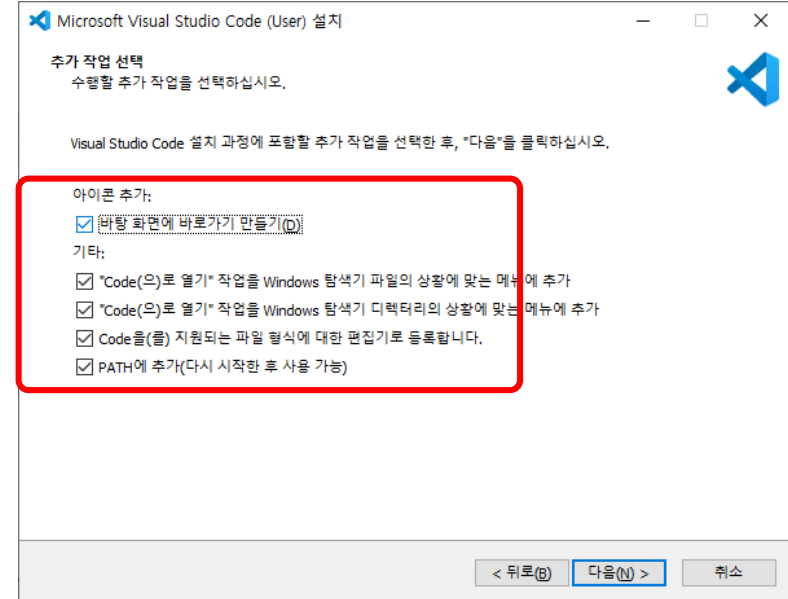 Microsoft Visual Studio Code (User) 설치
추가 작업 선택
수행할 추가 작업을 선택하십시오.
Visual Studio Code 설치 과정에 포함할 추가 작업을 선택한 후, "다음"을 클릭하십시오.
아이콘 추가:
바탕 화면에 바로가기 만들기(D)
기타:
"Code(으)로 열기" 작업을 Windows 탐색기 파일의 상황에 맞는 메뉴에 추가
"Code(으)로 열기" 작업을 Windows 탐색기 디렉터리의 상황에 맞는 메뉴에 추가
Code을(를) 지원되는 파일 형식에 대한 편집기로 등록합니다.
PATH에 추가(다시 시작한 후 사용 가능)
< 뒤로(B) 다음(N) > 취소